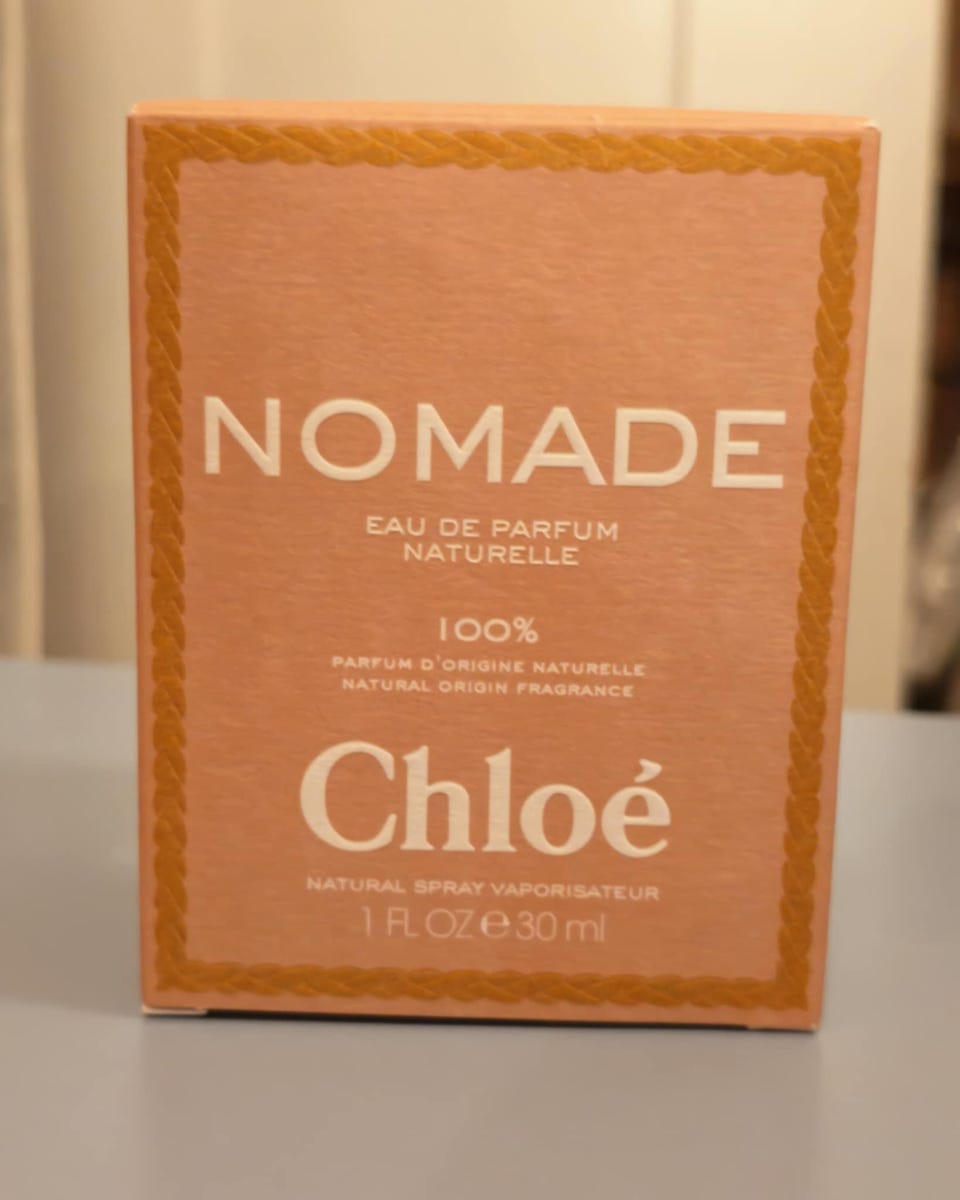 NOMADE
EAU DE PARFUM
NATURELLE
100%
PARFUM D'ORIGINE NATURELLE
NATURAL ORIGIN FRAGRANCE
Chloé
NATURAL SPRAY VAPORISATEUR
1 FL OZ ℮ 30 ml